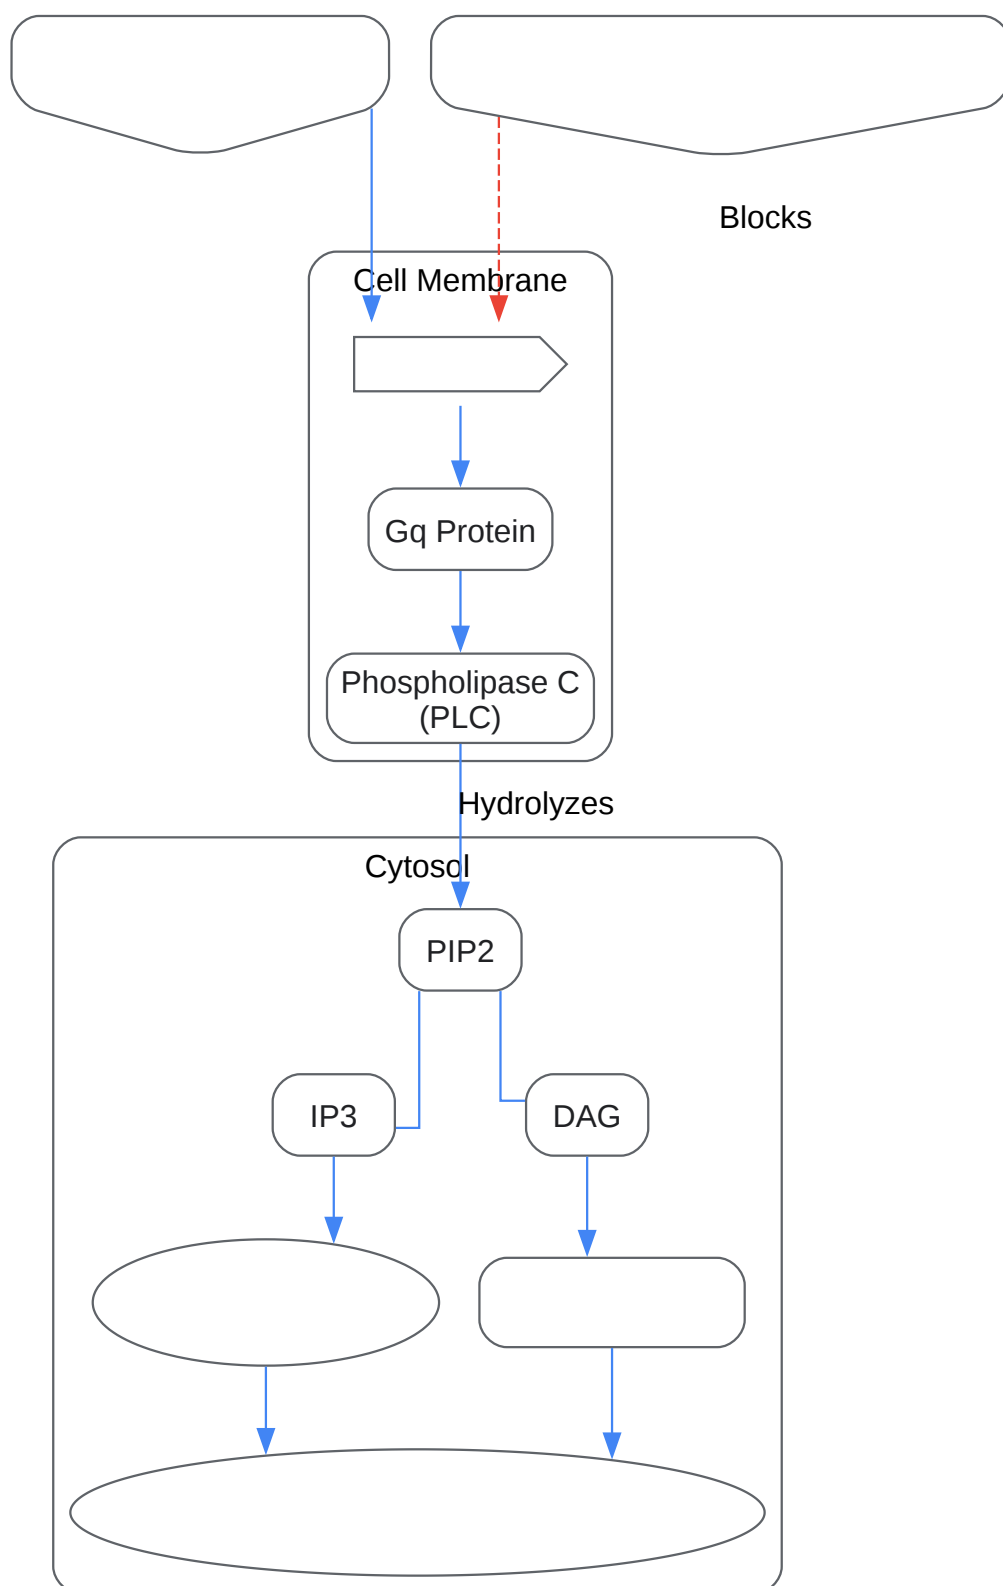 Blocks
Cell Membrane
Gq Protein
Phospholipase C
(PLC)
Hydrolyzes
Cytosol
PIP2
IP3
DAG